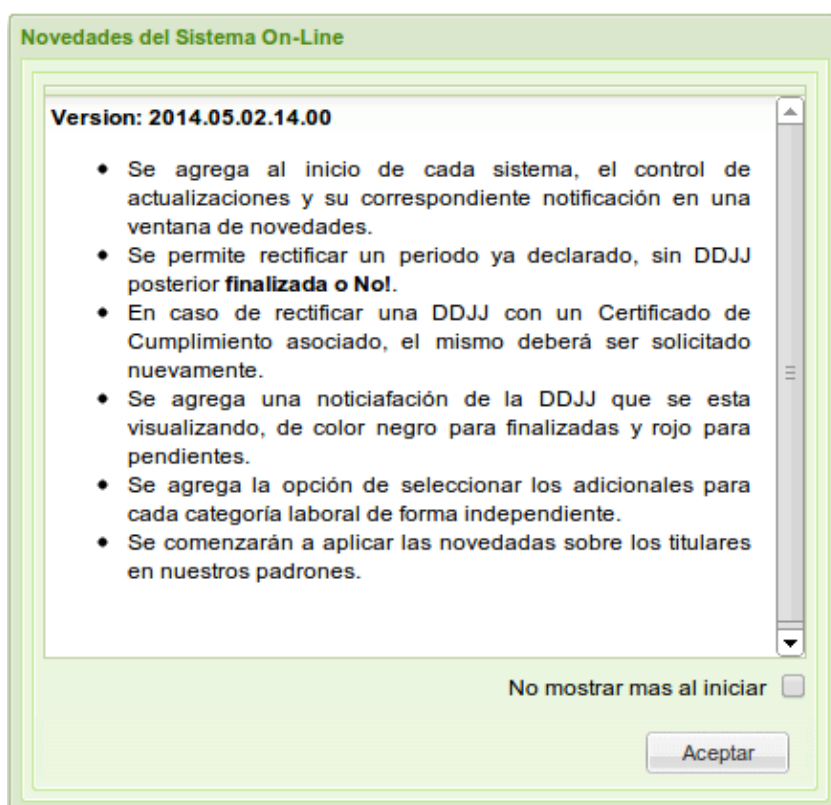 Novedades del Sistema On-Line
Version: 2014.05.02.14.00
Se agrega al inicio de cada sistema, el control de
actualizaciones y su correspondiente notificación en una
ventana de novedades.
Se permite rectificar un periodo ya declarado, sin DDJJ
posterior finalizada o No!.
En caso de rectificar una DDJJ con un Certificado de
Cumplimiento asociado, el mismo deberá ser solicitado
nuevamente.
Se agrega una noticiafación de la DDJJ que se esta
visualizando, de color negro para finalizadas y rojo para
pendientes.
Se agrega la opción de seleccionar los adicionales para
cada categoría laboral de forma independiente.
Se comenzarán a aplicar las novedadas sobre los titulares
en nuestros padrones.
No mostrar mas al iniciar
Aceptar